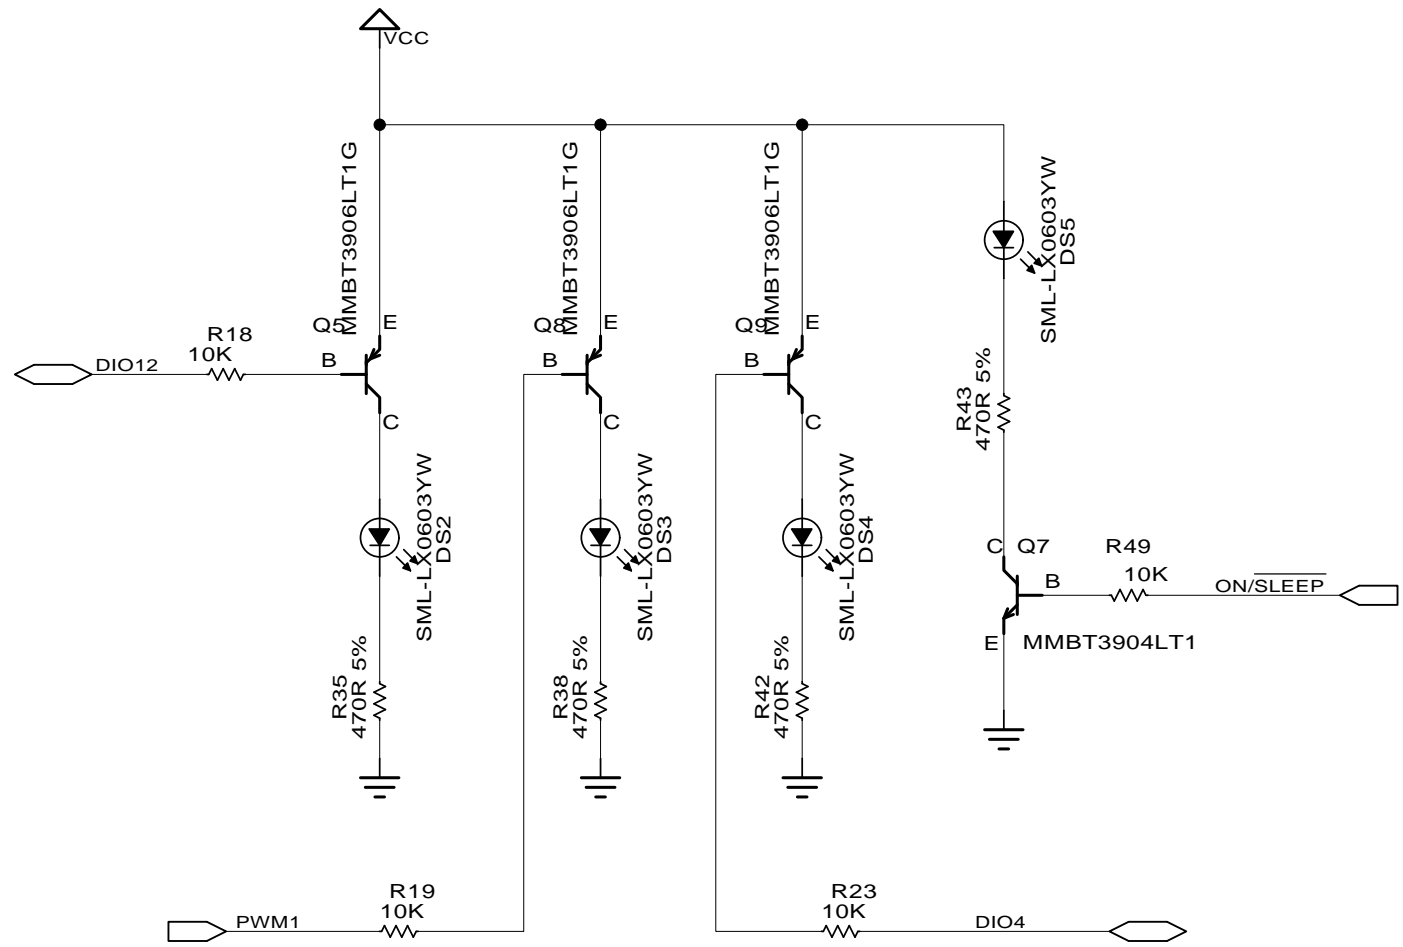 VCC
MMBT3906LT1G
MMBT3906LT1G
MMBT3906LT1G
SML-LX0603YW
DS5
R18
10K
DIO12
Q5
E
B
C
Q8
E
B
C
Q9
E
B
C
R43
470R 5%
SML-LX0603YW
DS2
SML-LX0603YW
DS3
SML-LX0603YW
DS4
C
Q7
B
E
MMBT3904LT1
R49
10K
ON/SLEEP
R35
470R 5%
R38
470R 5%
R42
470R 5%
PWM1
R19
10K
R23
10K
DIO4